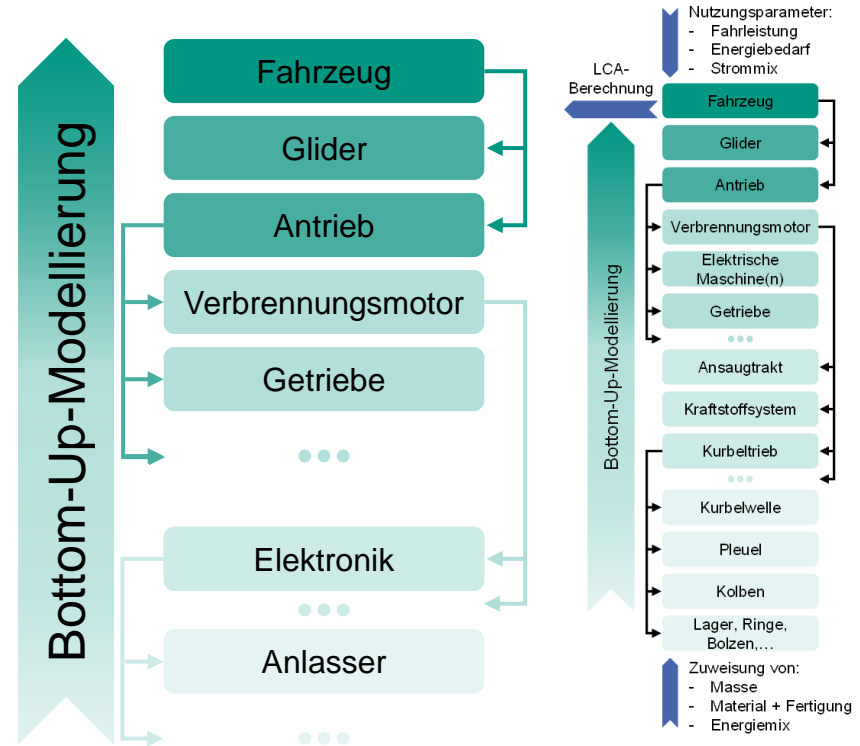 Bottom-Up-Modellierung
Fahrzeug
Glider
Antrieb
Verbrennungsmotor
Getriebe
Elektronik
Anlasser
Nutzungsparameter:
- Fahrleistung
- Energiebedarf
- Strommix
LCA-
Berechnung
Bottom-Up-Modellierung
Fahrzeug
Glider
Antrieb
Verbrennungsmotor
Elektrische
Maschine(n)
Getriebe
Ansaugtrakt
Kraftstoffsystem
Kurbeltrieb
Kurbelwelle
Pleuel
Kolben
Lager, Ringe,
Bolzen,...
Zuweisung von:
- Masse
- Material + Fertigung
- Energiemix